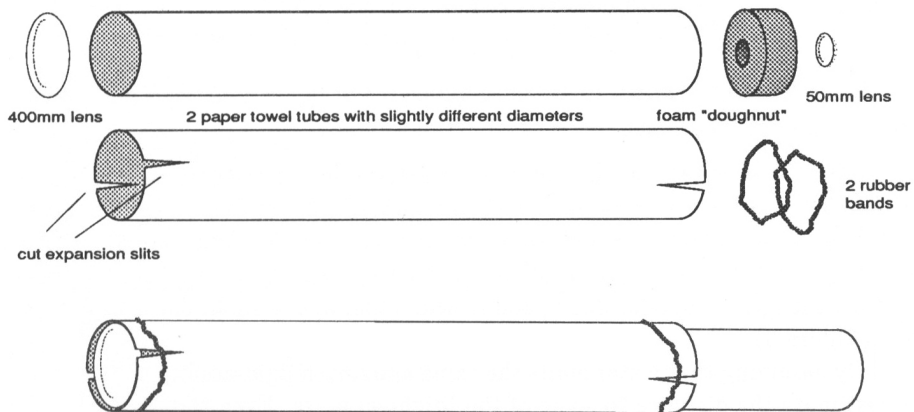 400mm lens
2 paper towel tubes with slightly different diameters
foam "doughnut"
50mm lens
2 rubber
bands
cut expansion slits